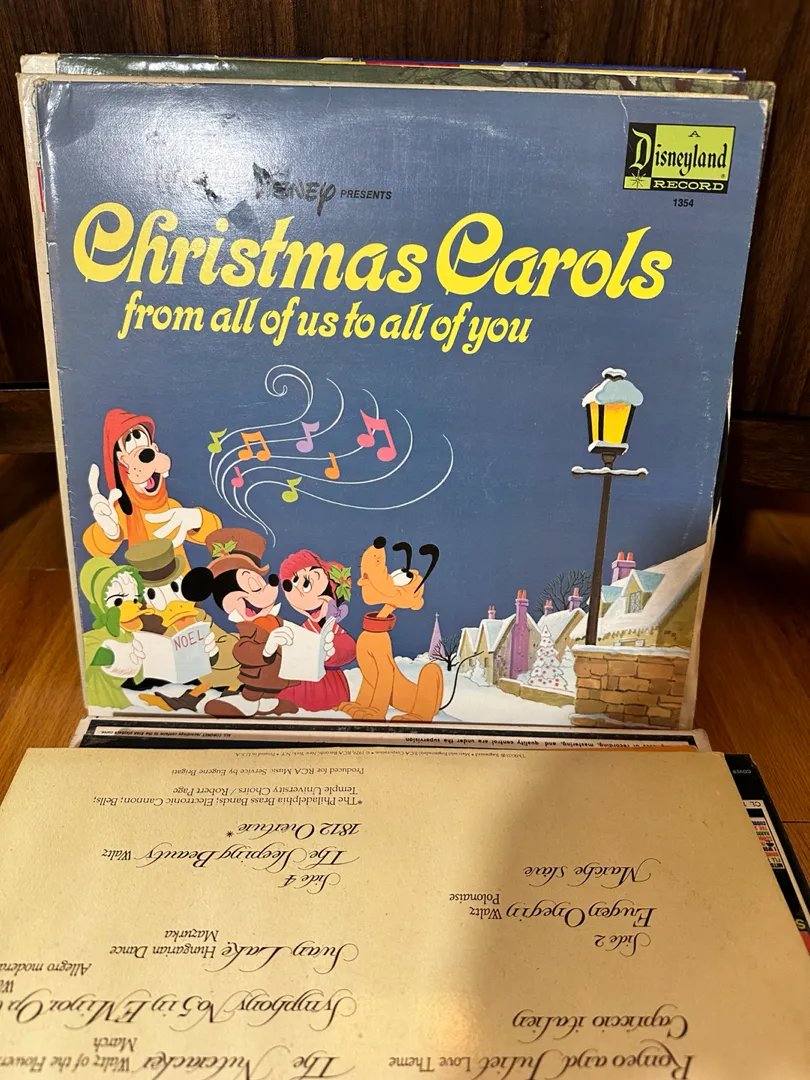 DISNEY PRESENTS
A
Disneyland
RECORD
1354
Christmas Carols
from all of us to all of you
NOEL
Romeo and Juliet Love Theme
Capriccio italien
Side 2
Eugen Onegin Waltz
Polonaise
Marche slave
The Nutcracker Waltz of the Flowers
March
Symphony No. 5 in E Minor, Op.
Allegro modera
Swan Lake Hungarian Dance
Mazurka
Side 4
The Sleeping Beauty Waltz
1812 Overture*
*The Philadelphia Brass Bands; Electronic Cannon; Bells;
Temple University Choirs / Robert Page
Produced for RCA Music Service by Eugene Brigati